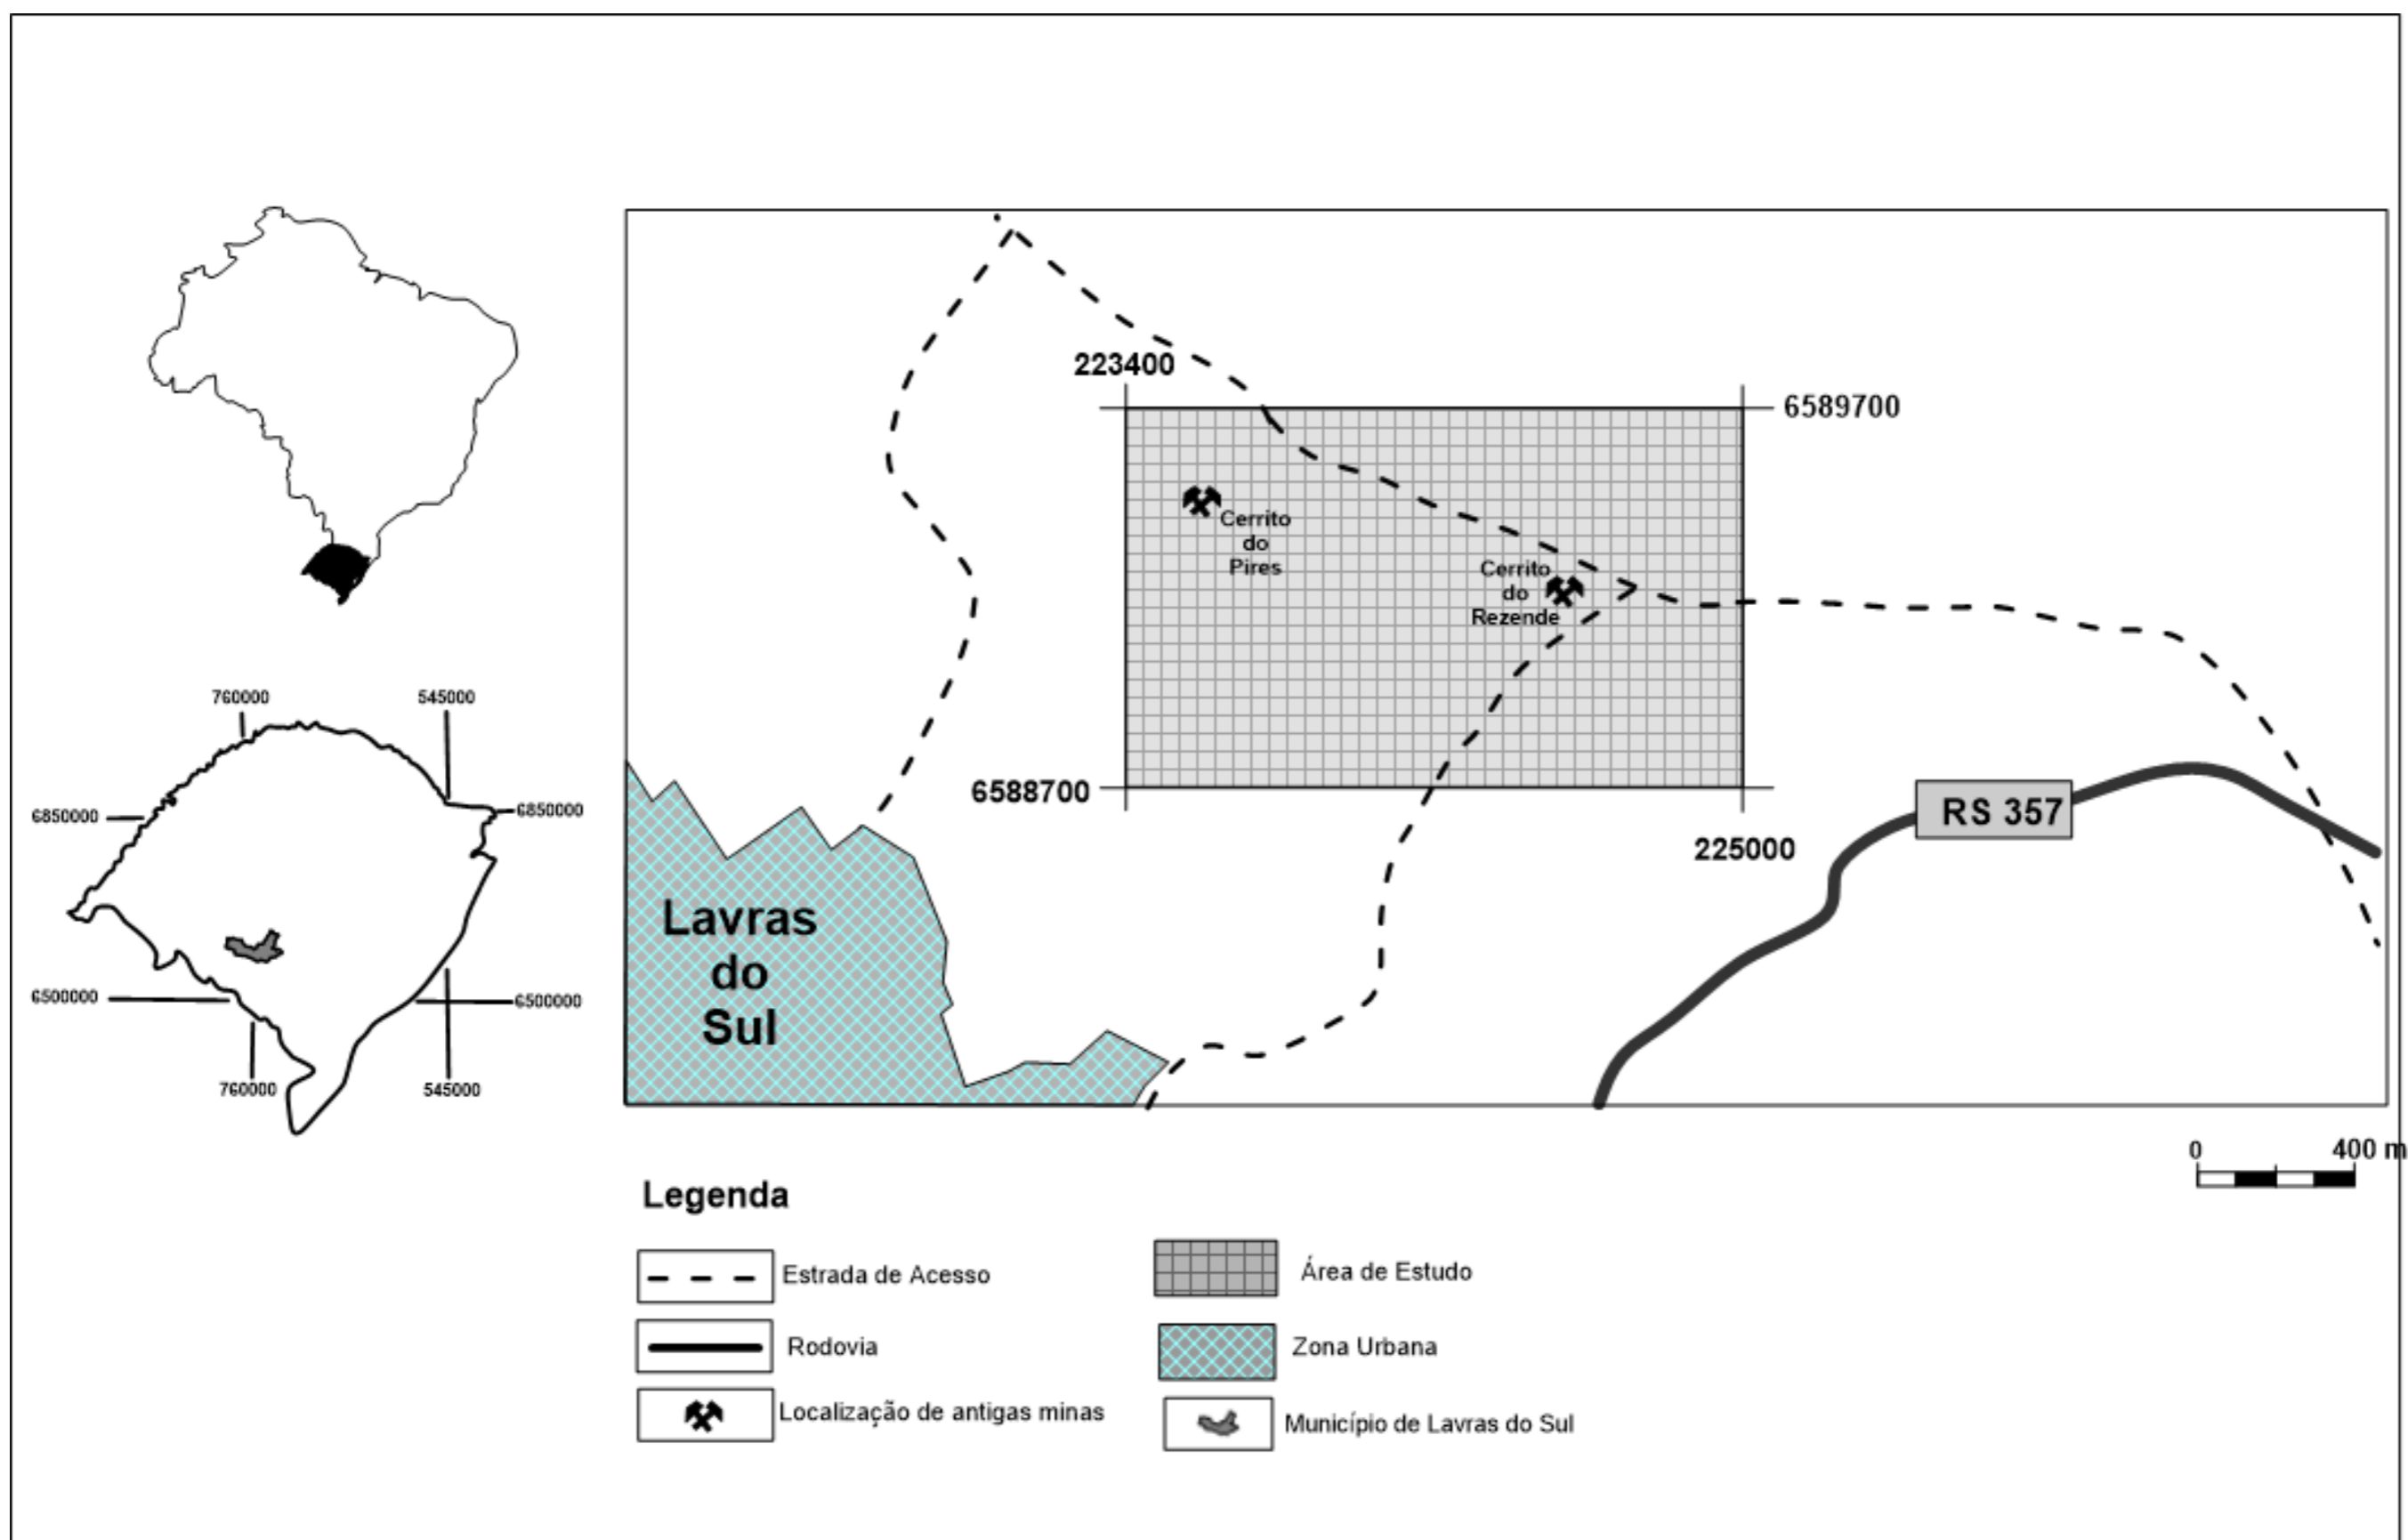 223400
6589700
Cerrito
do
Pires
Cerrito
do
Rezende
6588700
225000
RS 357
Lavras
do
Sul
760000
545000
6850000
6850000
6500000
6500000
760000
545000
0
400 m
Legenda
Estrada de Acesso
Rodovia
Localização de antigas minas
Área de Estudo
Zona Urbana
Município de Lavras do Sul